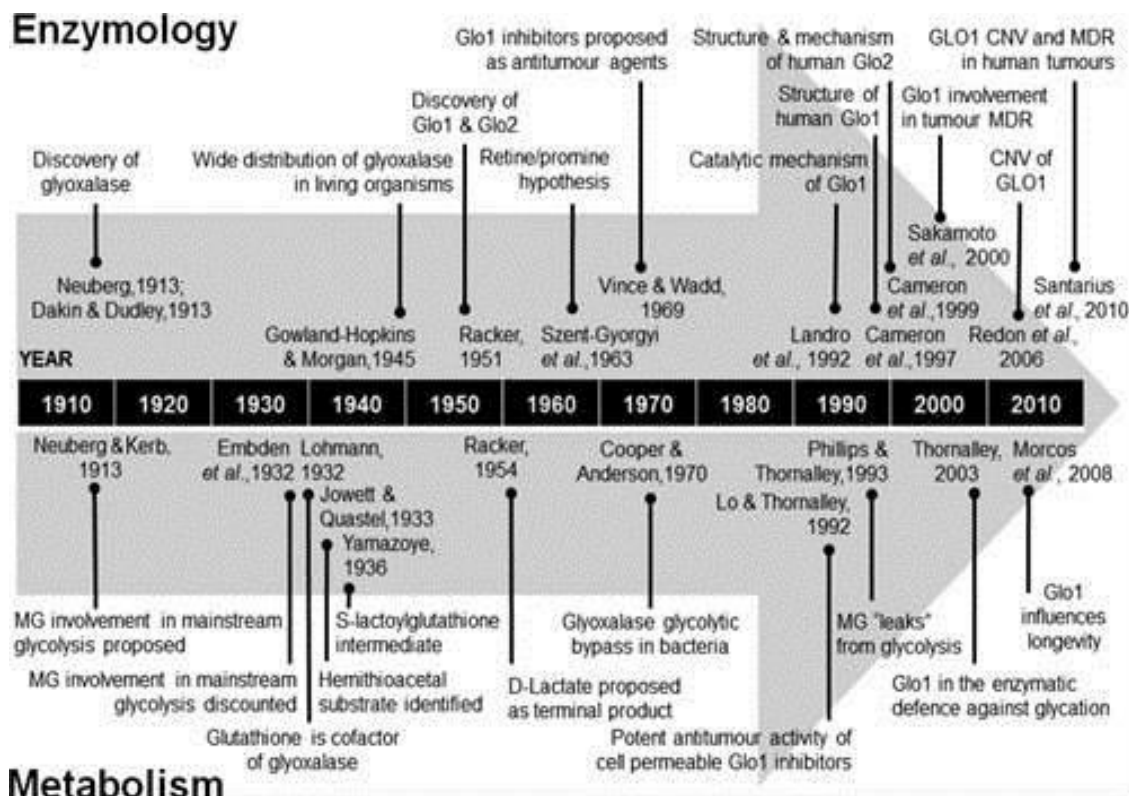 Enzymology
Glo1 inhibitors proposed
as antitumour agents
Structure & mechanism
of human Glo2
GLO1 CNV and MDR
in human tumours
Discovery of
Glo1 & Glo2
Structure of
human Glo1
Glo1 involvement
in tumour MDR
Discovery of
glyoxalase
Wide distribution of glyoxalase
in living organisms
Retine/promine
hypothesis
Catalytic mechanism
of Glo1
CNV of
GLO1
Neuberg,1913;
Dakin & Dudley,1913
Gowland-Hopkins
& Morgan,1945
Racker,
1951
Szent-Gyorgyi
et al.,1963
Vince & Wadd,
1969
Landro
et al., 1992
Cameron
et al.,1997
Cameron
et al.,1999
Sakamoto
et al., 2000
Redon et al.,
2006
Santarius
et al., 2010
YEAR
1910 1920 1930 1940 1950 1960 1970 1980 1990 2000 2010
Neuberg & Kerb,
1913
Embden
et al.,1932
Lohmann,
1932
Jowett &
Quastel,1933
Yamazoye,
1936
Racker,
1954
Cooper &
Anderson,1970
Phillips &
Thornalley,1993
Lo & Thornalley,
1992
Thornalley,
2003
Morcos
et al., 2008
MG involvement in mainstream
glycolysis proposed
MG involvement in mainstream
glycolysis discounted
Glutathione is cofactor
of glyoxalase
Hemithioacetal
substrate identified
S-lactoylglutathione
intermediate
D-Lactate proposed
as terminal product
Glyoxalase glycolytic
bypass in bacteria
Potent antitumour activity of
cell permeable Glo1 inhibitors
MG "leaks"
from glycolysis
Glo1 in the enzymatic
defence against glycation
Glo1
influences
longevity
Metabolism